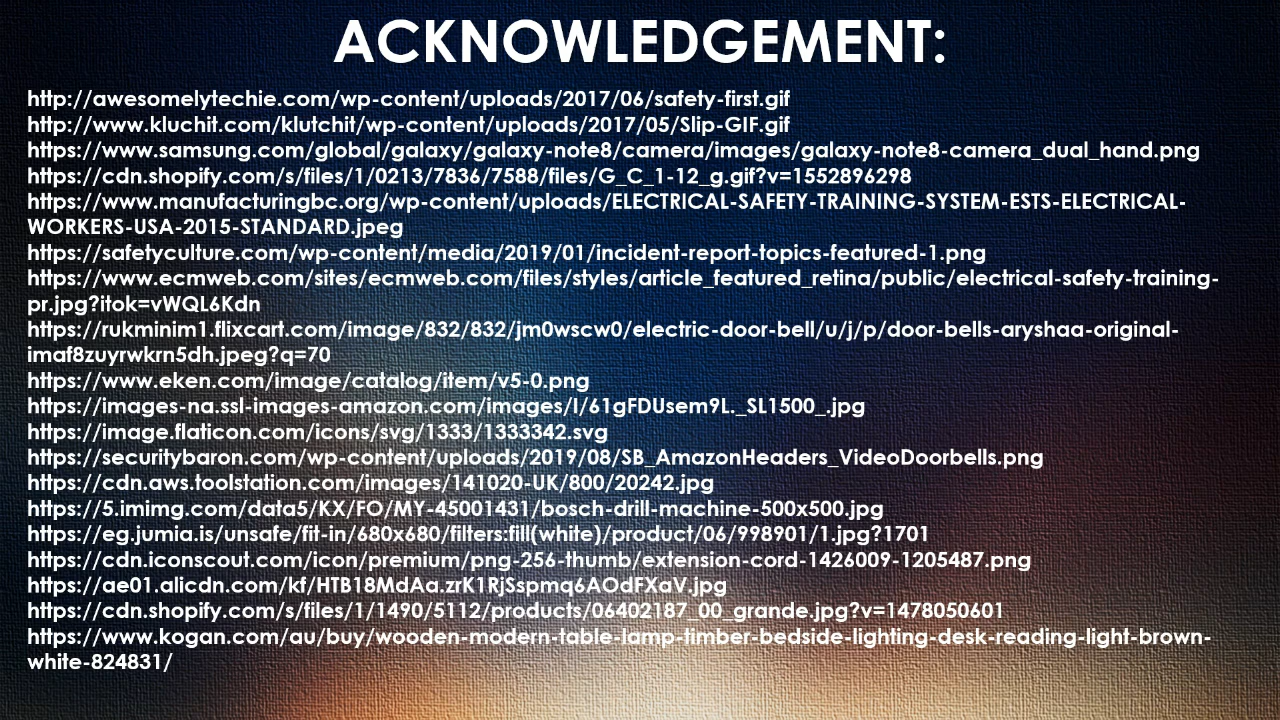 ACKNOWLEDGEMENT:
http://awesomelytechie.com/wp-content/uploads/2017/06/safety-first.gif
http://www.kluchit.com/klutchit/wp-content/uploads/2017/05/Slip-GIF.gif
https://www.samsung.com/global/galaxy/galaxy-note8/camera/images/galaxy-note8-camera_dual_hand.png
https://cdn.shopify.com/s/files/1/0213/7836/7588/files/G_C_1-12_g.gif?v=1552896298
https://www.manufacturingbc.org/wp-content/uploads/ELECTRICAL-SAFETY-TRAINING-SYSTEM-ESTS-ELECTRICAL-
WORKERS-USA-2015-STANDARD.jpeg
https://safetyculture.com/wp-content/media/2019/01/incident-report-topics-featured-1.png
https://www.ecmweb.com/sites/ecmweb.com/files/styles/article_featured_retina/public/electrical-safety-training-
pr.jpg?itok=vWQL6Kdn
https://rukminim1.flixcart.com/image/832/832/jm0wscw0/electric-door-bell/u/j/p/door-bells-aryshaa-original-
imaf8zuyrwkrn5dh.jpeg?q=70
https://www.eken.com/image/catalog/item/v5-0.png
https://images-na.ssl-images-amazon.com/images/I/61gFDUsem9L._SL1500_.jpg
https://image.flaticon.com/icons/svg/1333/1333342.svg
https://securitybaron.com/wp-content/uploads/2019/08/SB_AmazonHeaders_VideoDoorbells.png
https://cdn.aws.toolstation.com/images/141020-UK/800/20242.jpg
https://5.imimg.com/data5/KX/FO/MY-45001431/bosch-drill-machine-500x500.jpg
https://eg.jumia.is/unsafe/fit-in/680x680/filters:fill(white)/product/06/998901/1.jpg?1701
https://cdn.iconscout.com/icon/premium/png-256-thumb/extension-cord-1426009-1205487.png
https://ae01.alicdn.com/kf/HTB18MdAa.zrK1RjSspmq6AOdFXaV.jpg
https://cdn.shopify.com/s/files/1/1490/5112/products/06402187_00_grande.jpg?v=1478050601
https://www.kogan.com/au/buy/wooden-modern-table-lamp-timber-bedside-lighting-desk-reading-light-brown-
white-824831/